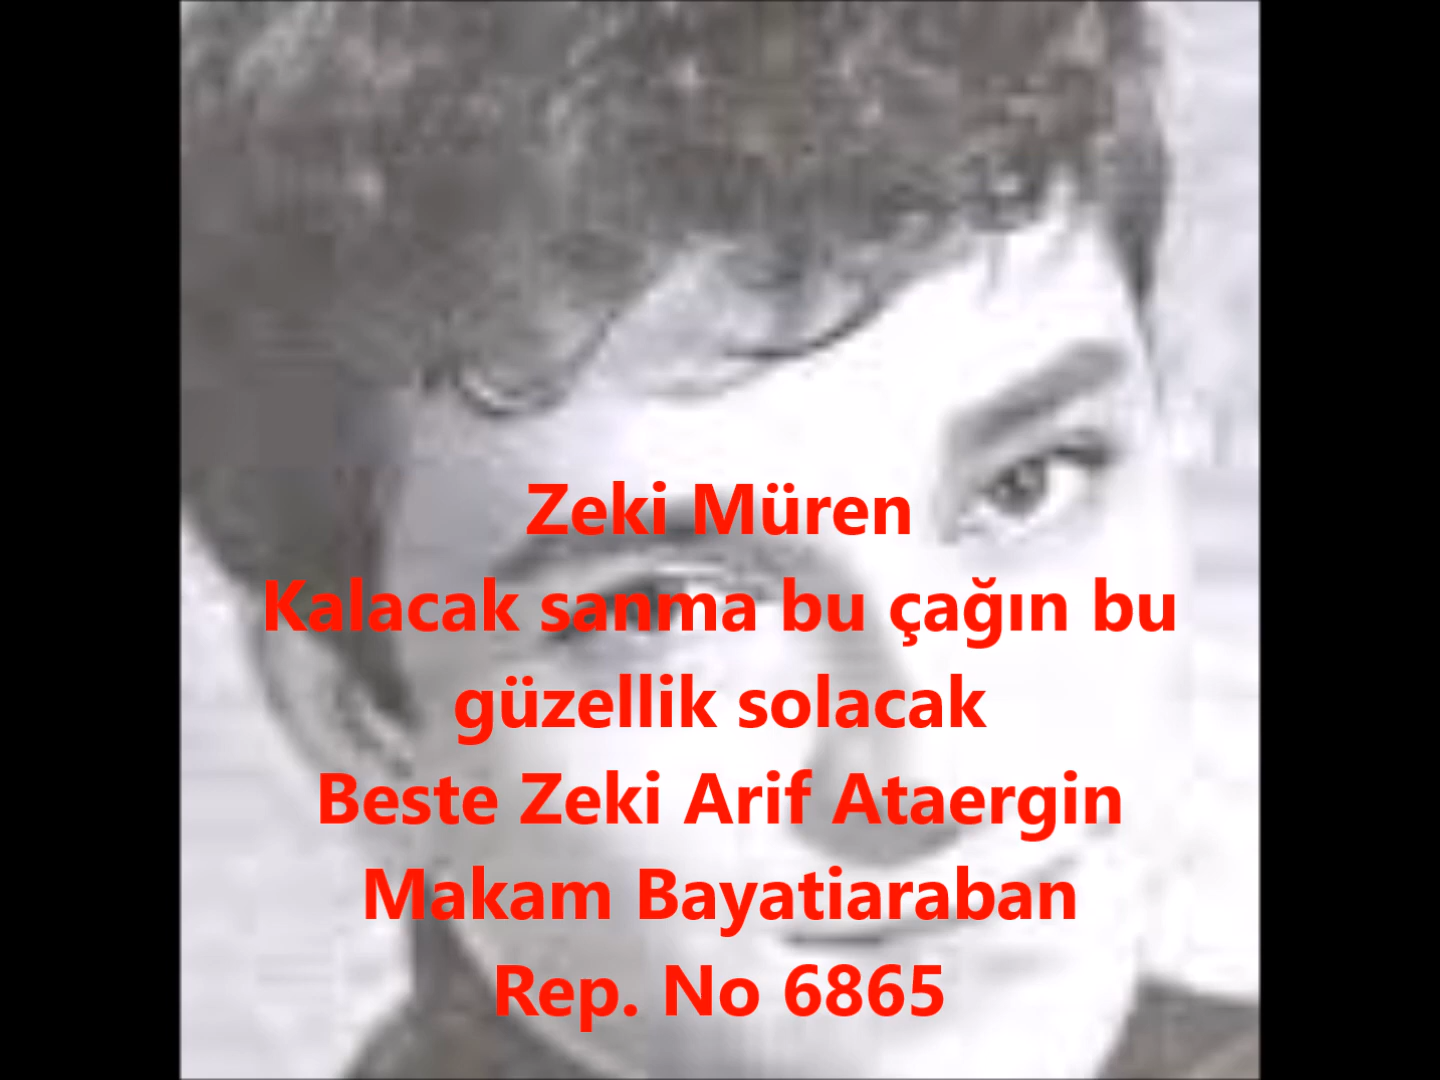 Zeki Müren
Kalacak sanma bu çağın bu
güzellik solacak
Beste Zeki Arif Ataergin
Makam Bayatiaraban
Rep. No 6865